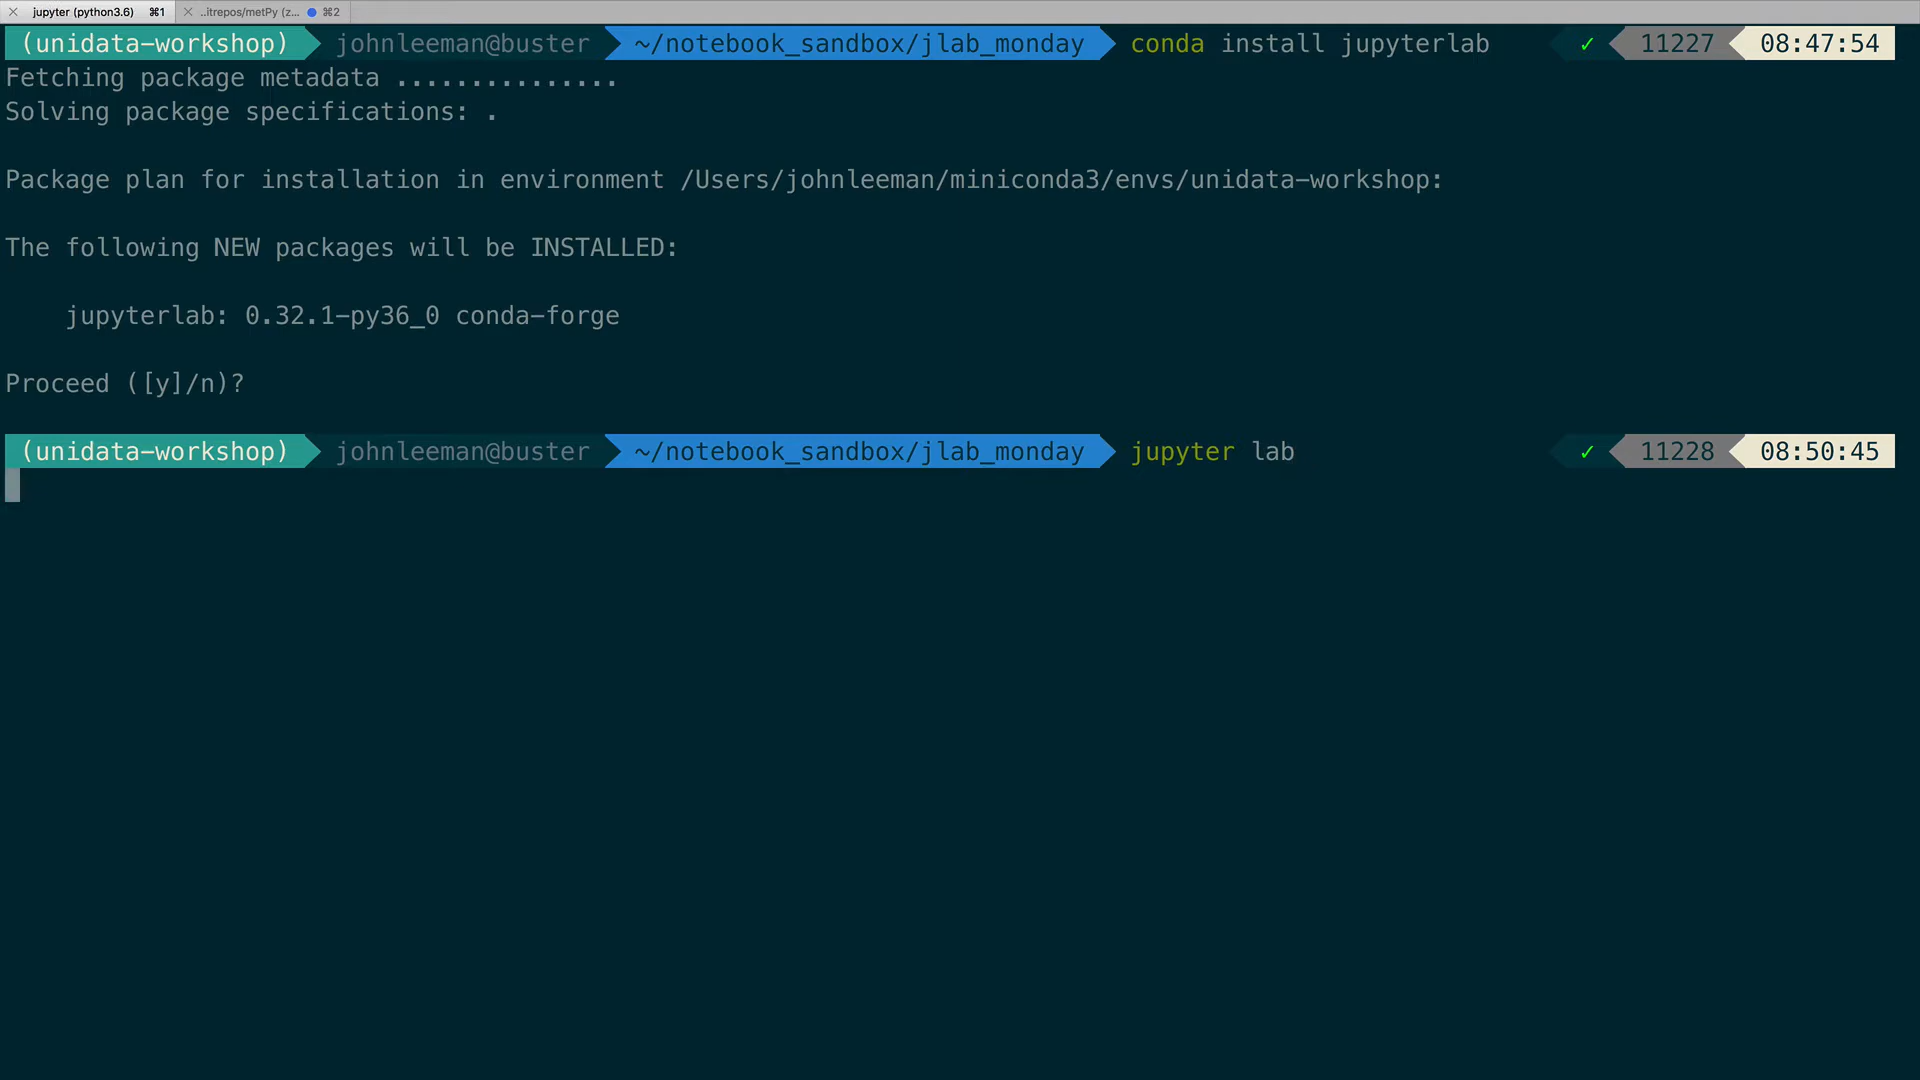 jupyter (python3.6) ⌘1 ..itrepos/metPy (z... ⌘2
(unidata-workshop) johnleeman@buster ~/notebook_sandbox/jlab_monday conda install jupyterlab ✓ 11227 08:47:54
Fetching package metadata ...............
Solving package specifications: .
Package plan for installation in environment /Users/johnleeman/miniconda3/envs/unidata-workshop:
The following NEW packages will be INSTALLED:
jupyterlab: 0.32.1-py36_0 conda-forge
Proceed ([y]/n)?
(unidata-workshop) johnleeman@buster ~/notebook_sandbox/jlab_monday jupyter lab ✓ 11228 08:50:45